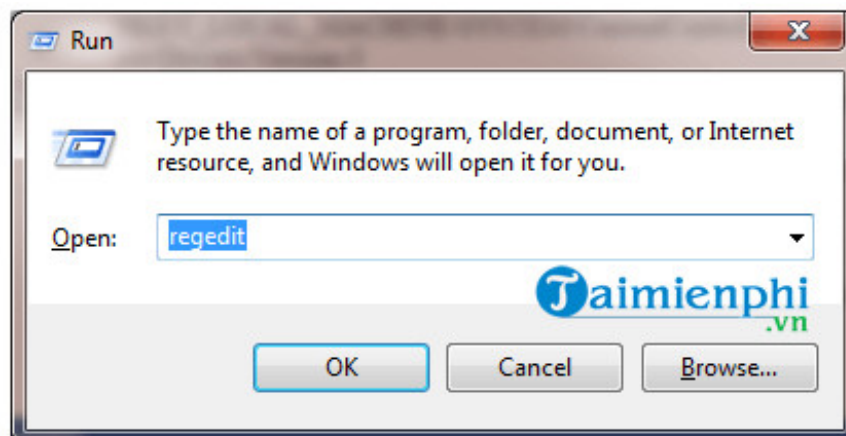 Run
Type the name of a program, folder, document, or Internet
resource, and Windows will open it for you.
Open:
regedit
Taimienphi
.vn
OK
Cancel
Browse...